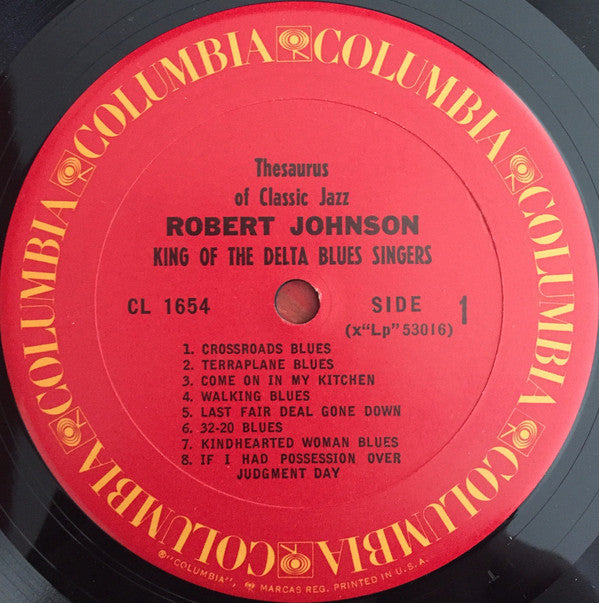 COLUMBIA COLUMBIA COLUMBIA COLUMBIA COLUMBIA COLUMBIA
Thesaurus
of Classic Jazz
ROBERT JOHNSON
KING OF THE DELTA BLUES SINGERS
CL 1654
SIDE 1
(x“Lp” 53016)
1. CROSSROADS BLUES
2. TERRAPLANE BLUES
3. COME ON IN MY KITCHEN
4. WALKING BLUES
5. LAST FAIR DEAL GONE DOWN
6. 32-20 BLUES
7. KINDHEARTED WOMAN BLUES
8. IF I HAD POSSESSION OVER
JUDGMENT DAY
®“COLUMBIA”, MARCAS REG. PRINTED IN U.S.A.